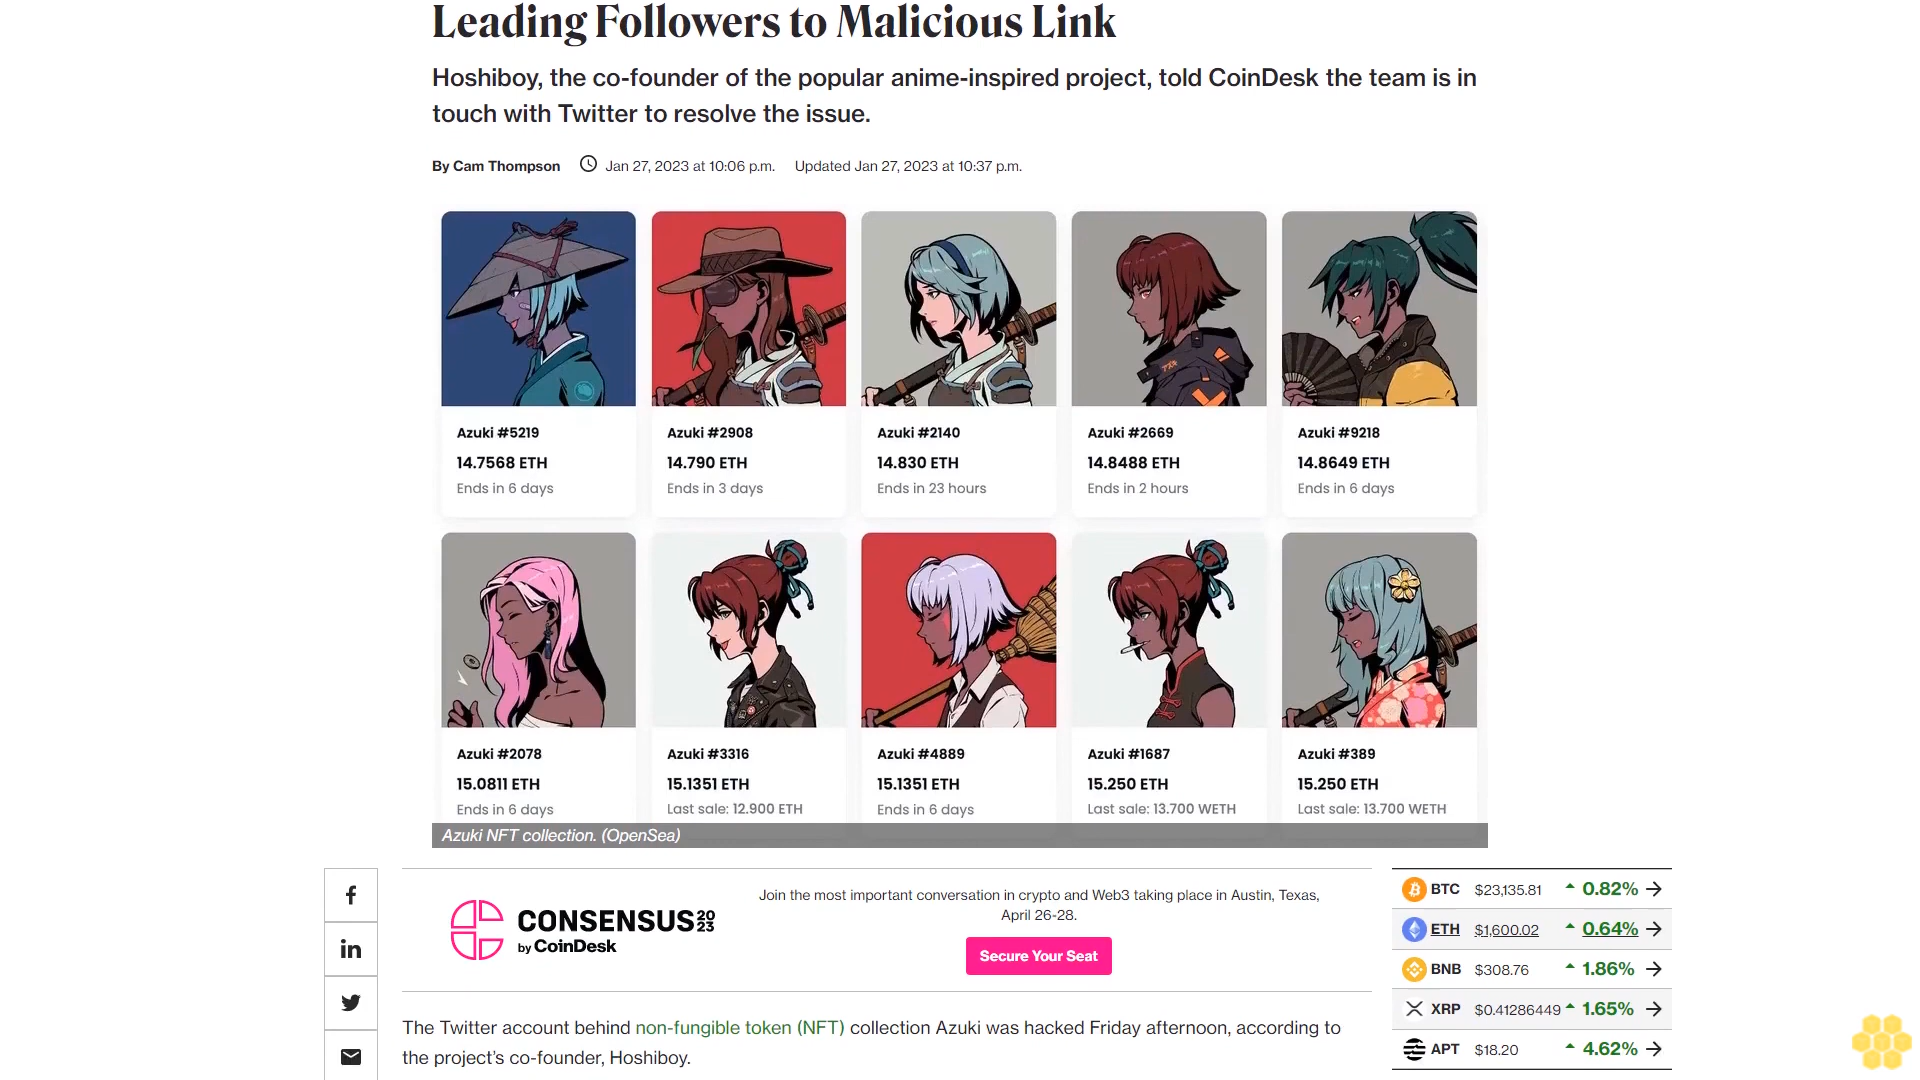 Leading Followers to Malicious Link
Hoshiboy, the co-founder of the popular anime-inspired project, told CoinDesk the team is in
touch with Twitter to resolve the issue.
By Cam Thompson Jan 27, 2023 at 10:06 p.m. Updated Jan 27, 2023 at 10:37 p.m.
Azuki #5219
14.7568 ETH
Ends in 6 days
Azuki #2908
14.790 ETH
Ends in 3 days
Azuki #2140
14.830 ETH
Ends in 23 hours
Azuki #2669
14.8488 ETH
Ends in 2 hours
Azuki #9218
14.8649 ETH
Ends in 6 days
Azuki #2078
15.0811 ETH
Ends in 6 days
Azuki #3316
15.1351 ETH
Last sale: 12.900 ETH
Azuki #4889
15.1351 ETH
Ends in 6 days
Azuki #1687
15.250 ETH
Last sale: 13.700 WETH
Azuki #389
15.250 ETH
Last sale: 13.700 WETH
Azuki NFT collection. (OpenSea)
CONSENSUS 2023
by CoinDesk
Join the most important conversation in crypto and Web3 taking place in Austin, Texas,
April 26-28.
Secure Your Seat
BTC $23,135.81 0.82%
ETH $1,600.02 0.64%
BNB $308.76 1.86%
XRP $0.41286449 1.65%
APT $18.20 4.62%
The Twitter account behind non-fungible token (NFT) collection Azuki was hacked Friday afternoon, according to
the project's co-founder, Hoshiboy.